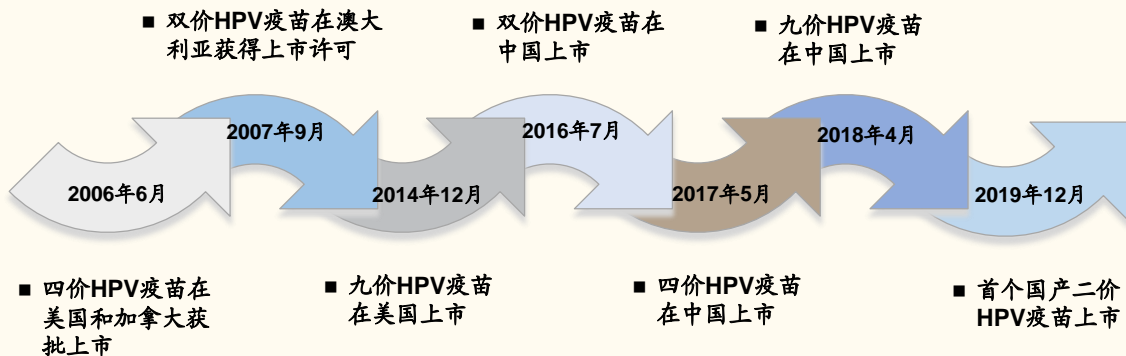 ■ 双价HPV疫苗在澳大
利亚获得上市许可
■ 双价HPV疫苗在
中国上市
■ 九价HPV疫苗
在中国上市
2006年6月
2007年9月
2014年12月
2016年7月
2017年5月
2018年4月
2019年12月
■ 四价HPV疫苗在
美国和加拿大获
批上市
■ 九价HPV疫苗
在美国上市
■ 四价HPV疫苗
在中国上市
■ 首个国产二价
HPV疫苗上市